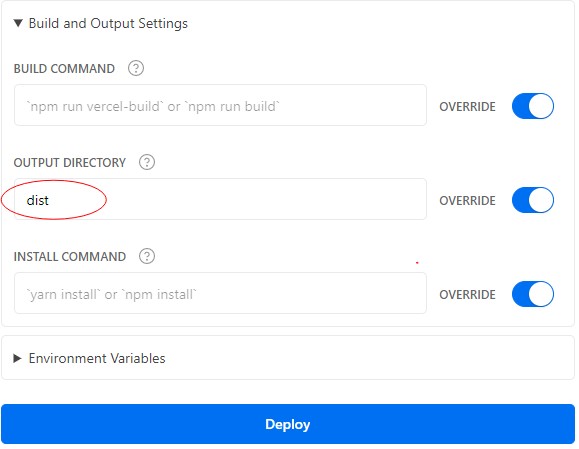 ▼ Build and Output Settings
BUILD COMMAND ?
`npm run vercel-build` or `npm run build`
OVERRIDE
OUTPUT DIRECTORY ?
dist
OVERRIDE
INSTALL COMMAND ?
`yarn install` or `npm install`
OVERRIDE
▶ Environment Variables
Deploy